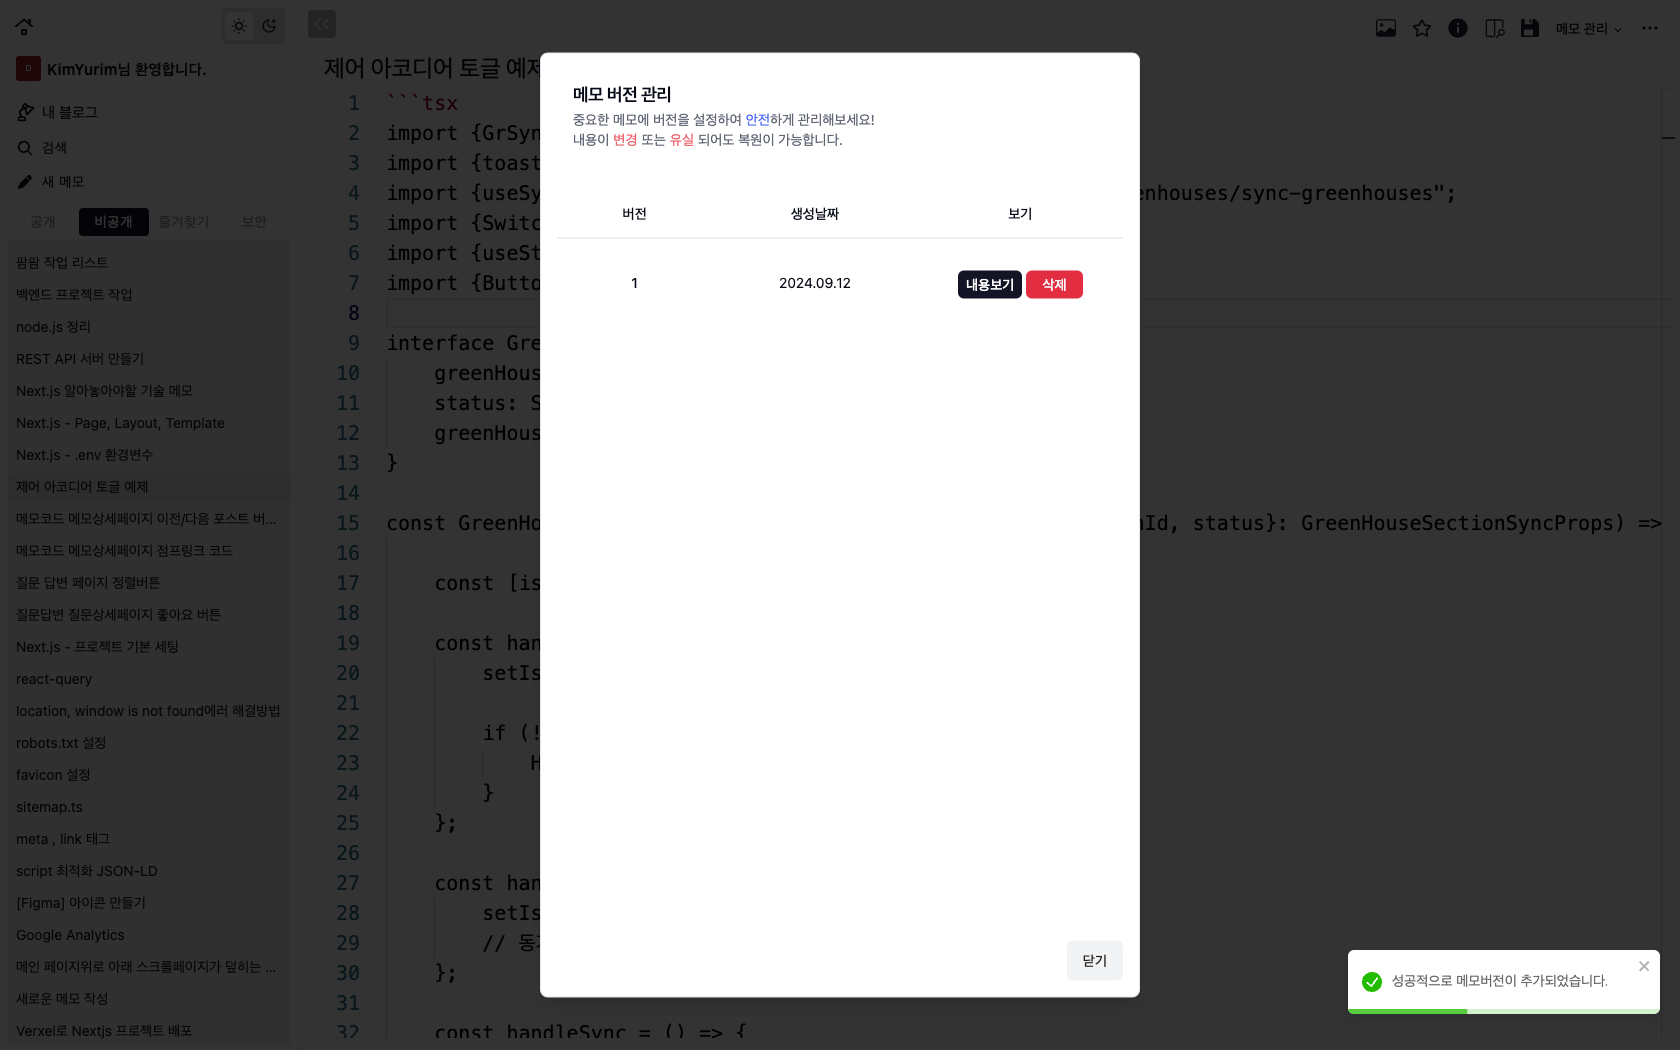 KimYurim님 환영합니다.
내 블로그
검색
새 메모
공개 비공개 즐겨찾기 보안
팜팜 작업 리스트
백엔드 프로젝트 작업
node.js 정리
REST API 서버 만들기
Next.js 알아놓아야할 기술 메모
Next.js - Page, Layout, Template
Next.js - .env 환경변수
제어 아코디어 토글 예제
메모코드 메모상세페이지 이전/다음 포스트 버...
메모코드 메모상세페이지 점프링크 코드
질문 답변 페이지 정렬버튼
질문답변 질문상세페이지 좋아요 버튼
Next.js - 프로젝트 기본 세팅
react-query
location, window is not found에러 해결방법
robots.txt 설정
favicon 설정
sitemap.ts
meta , link 태그
script 최적화 JSON-LD
[Figma] 아이콘 만들기
Google Analytics
메인 페이지위로 아래 스크롤페이지가 덮히는 ...
새로운 메모 작성
Verxel로 Nextjs 프로젝트 배포
메모 관리
제어 아코디어 토글 예제
1 ```tsx
2 import {GrSyn
3 import {toast
4 import {useSy enhouses/sync-greenhouses";
5 import {Switc
6 import {useSt
7 import {Butto
8
9 interface Gre
10 greenHous
11 status: S
12 greenHous
13 }
14
15 const GreenHo nId, status}: GreenHouseSectionSyncProps) =>
16
17 const [is
18
19 const han
20 setIs
21
22 if (!
23 H
24 }
25 };
26
27 const han
28 setIs
29 // 동
30 };
31
32 const handleSync = () => {
메모 버전 관리
중요한 메모에 버전을 설정하여 안전하게 관리해보세요!
내용이 변경 또는 유실 되어도 복원이 가능합니다.
버전 생성날짜 보기
1 2024.09.12 내용보기 삭제
닫기
성공적으로 메모버전이 추가되었습니다.